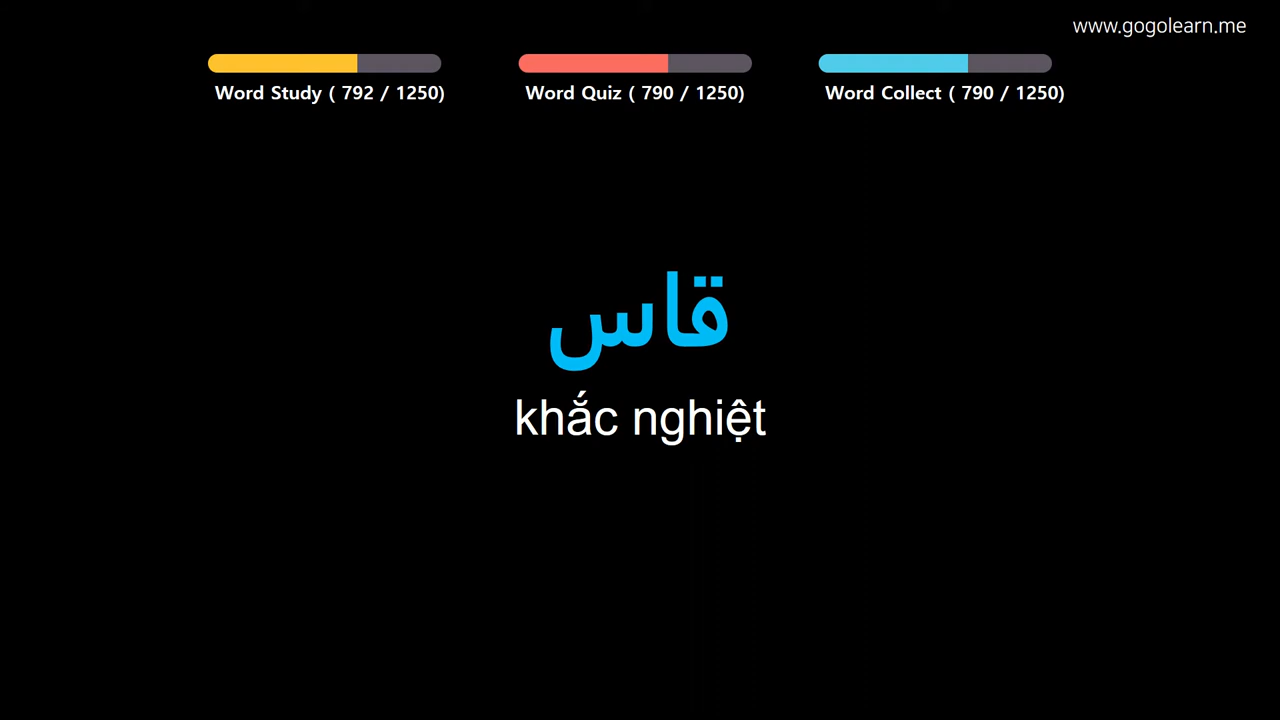 www.gogolearn.me
Word Study ( 792 / 1250)
Word Quiz ( 790 / 1250)
Word Collect ( 790 / 1250)
قاس
khắc nghiệt